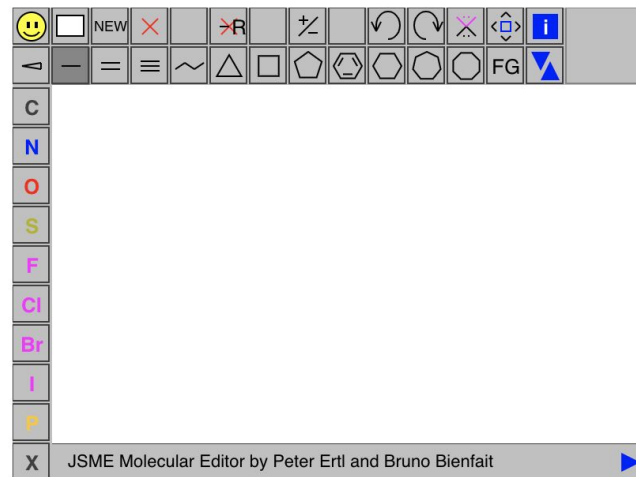 NEW R +/- i
FG
C
N
O
S
F
Cl
Br
I
P
X JSME Molecular Editor by Peter Ertl and Bruno Bienfait